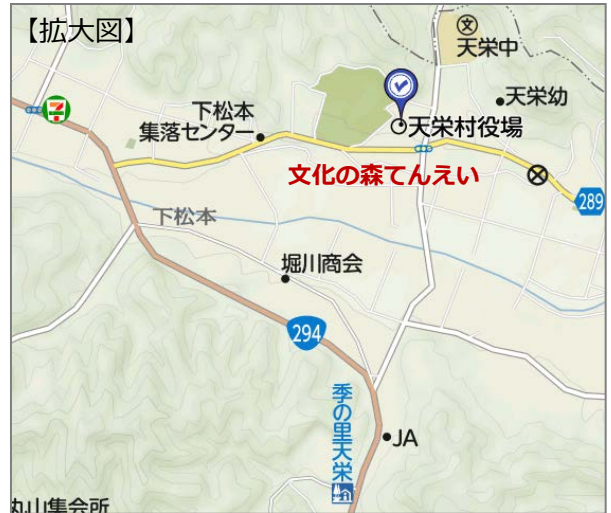 【拡大図】
文
天栄中
天栄幼
下松本
集落センター
天栄村役場
文化の森てんえい
289
下松本
堀川商会
294
季の里天栄
JA
丸山集会所
7